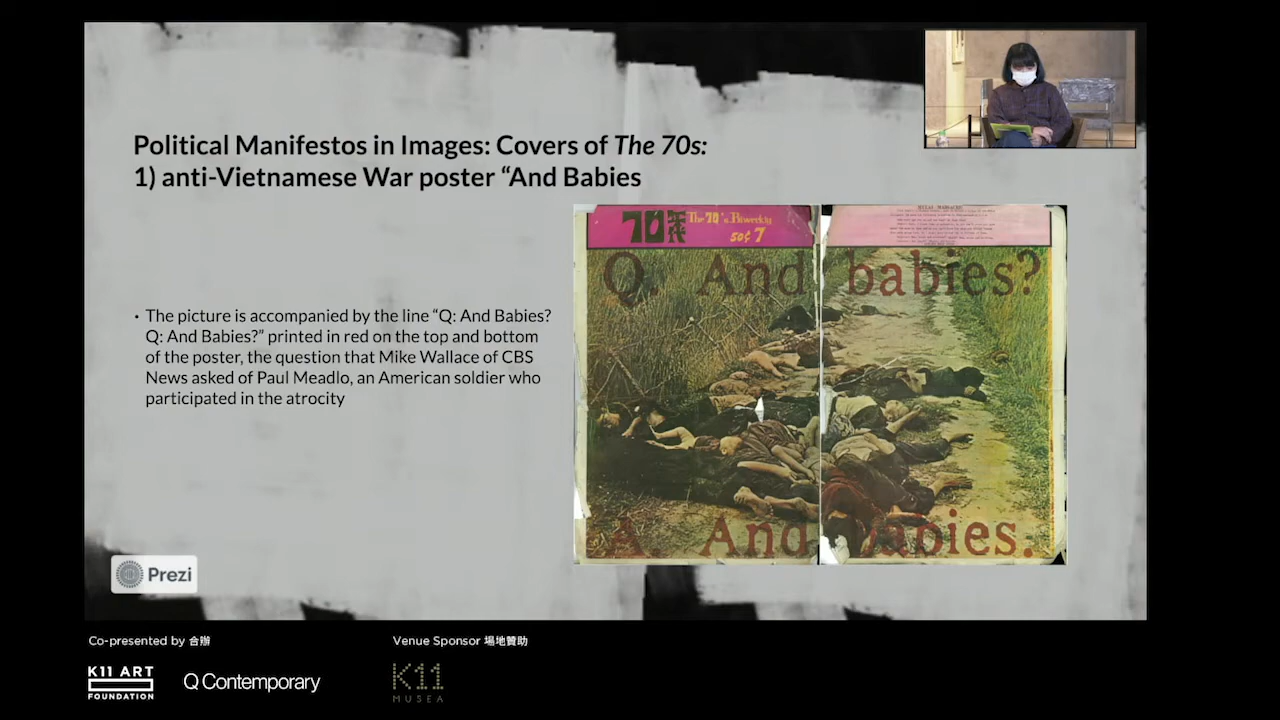 Political Manifestos in Images: Covers of The 70s:
1) anti-Vietnamese War poster “And Babies
The picture is accompanied by the line “Q: And Babies?
Q: And Babies?” printed in red on the top and bottom
of the poster, the question that Mike Wallace of CBS
News asked of Paul Meadlo, an American soldier who
participated in the atrocity
70年代 The 70's Biweekly
50¢ 7
Q. And babies?
A. And babies.
Prezi
Co-presented by 合辦
Venue Sponsor 場地贊助
K11 ART
FOUNDATION
Q Contemporary
K11
MUSEA